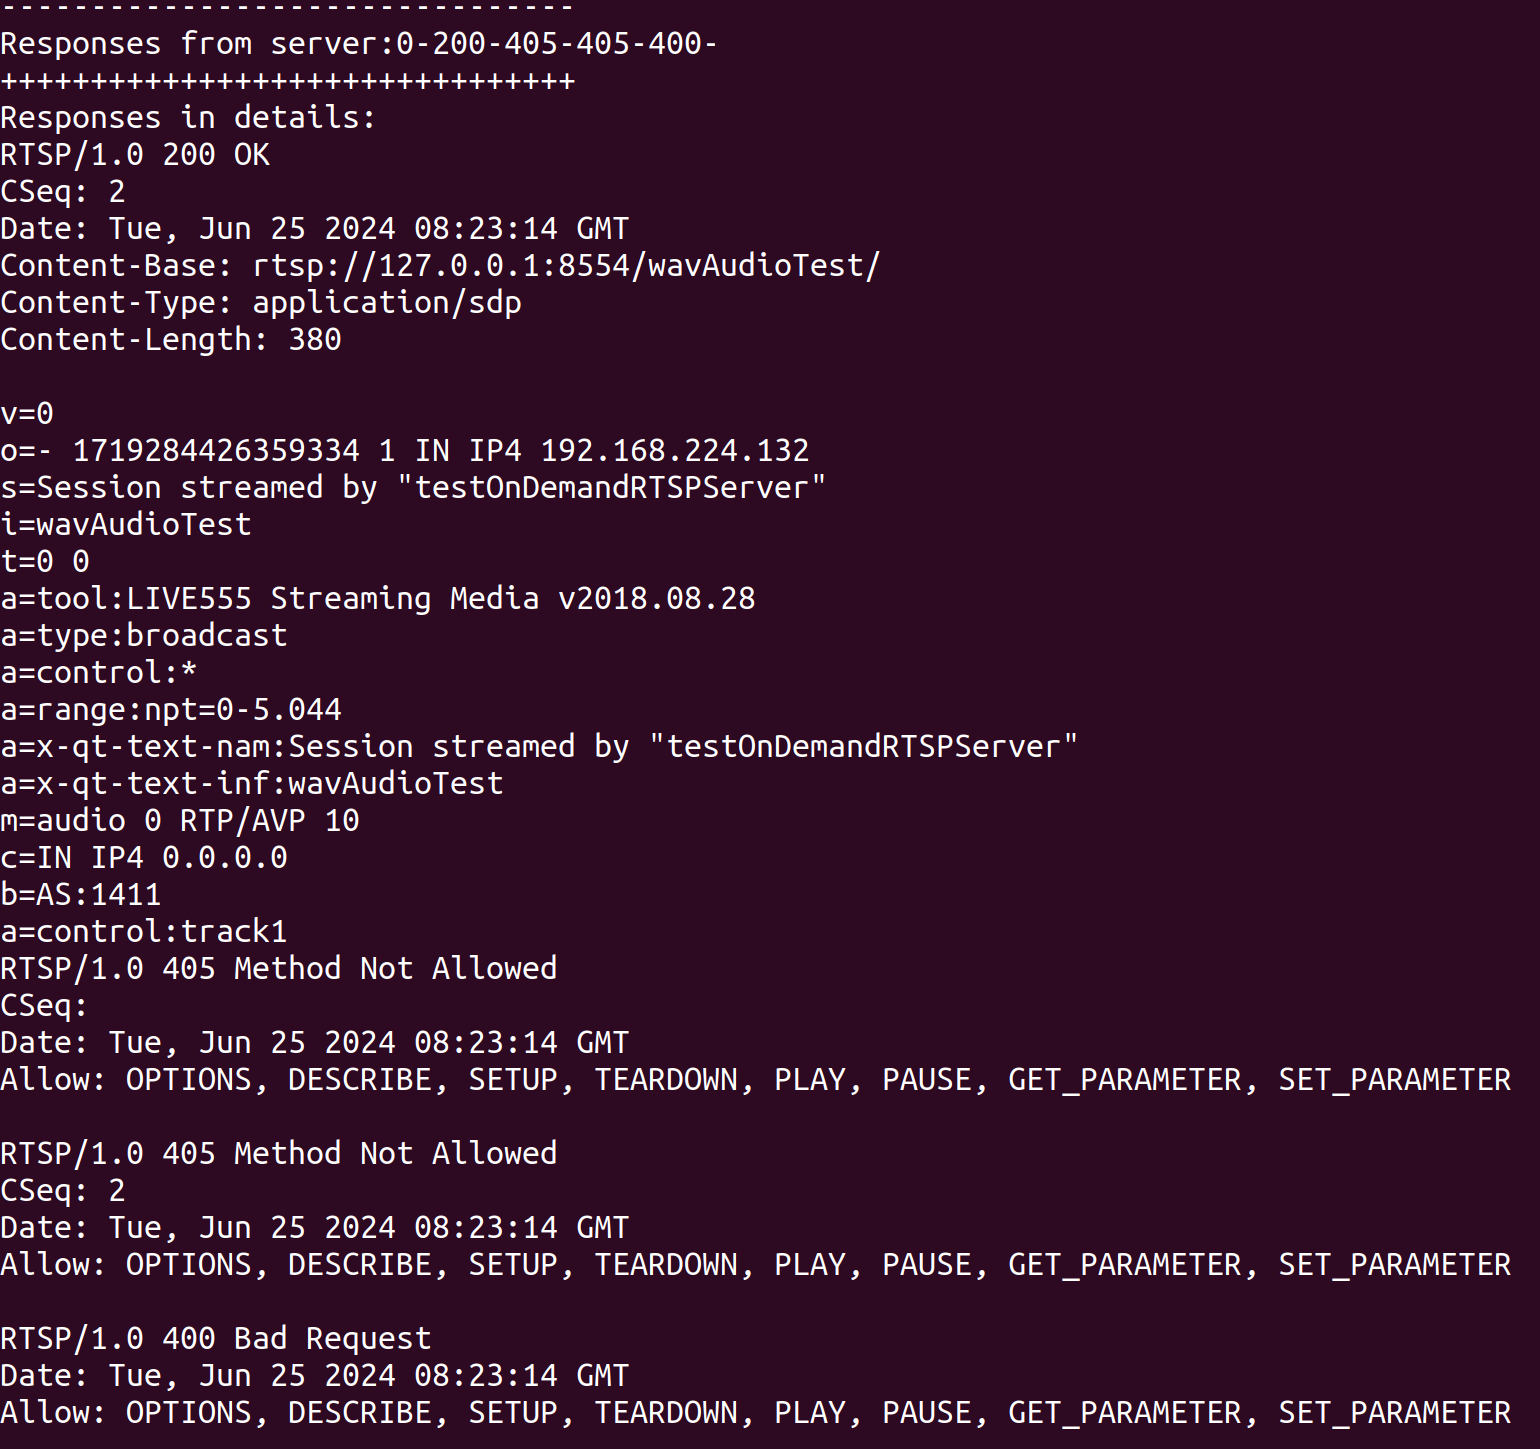 --------------------------------
Responses from server:0-200-405-405-400-
++++++++++++++++++++++++++++++++
Responses in details:
RTSP/1.0 200 OK
CSeq: 2
Date: Tue, Jun 25 2024 08:23:14 GMT
Content-Base: rtsp://127.0.0.1:8554/wavAudioTest/
Content-Type: application/sdp
Content-Length: 380

v=0
o=- 1719284426359334 1 IN IP4 192.168.224.132
s=Session streamed by "testOnDemandRTSPServer"
i=wavAudioTest
t=0 0
a=tool:LIVE555 Streaming Media v2018.08.28
a=type:broadcast
a=control:*
a=range:npt=0-5.044
a=x-qt-text-nam:Session streamed by "testOnDemandRTSPServer"
a=x-qt-text-inf:wavAudioTest
m=audio 0 RTP/AVP 10
c=IN IP4 0.0.0.0
b=AS:1411
a=control:track1
RTSP/1.0 405 Method Not Allowed
CSeq:
Date: Tue, Jun 25 2024 08:23:14 GMT
Allow: OPTIONS, DESCRIBE, SETUP, TEARDOWN, PLAY, PAUSE, GET_PARAMETER, SET_PARAMETER

RTSP/1.0 405 Method Not Allowed
CSeq: 2
Date: Tue, Jun 25 2024 08:23:14 GMT
Allow: OPTIONS, DESCRIBE, SETUP, TEARDOWN, PLAY, PAUSE, GET_PARAMETER, SET_PARAMETER

RTSP/1.0 400 Bad Request
Date: Tue, Jun 25 2024 08:23:14 GMT
Allow: OPTIONS, DESCRIBE, SETUP, TEARDOWN, PLAY, PAUSE, GET_PARAMETER, SET_PARAMETER